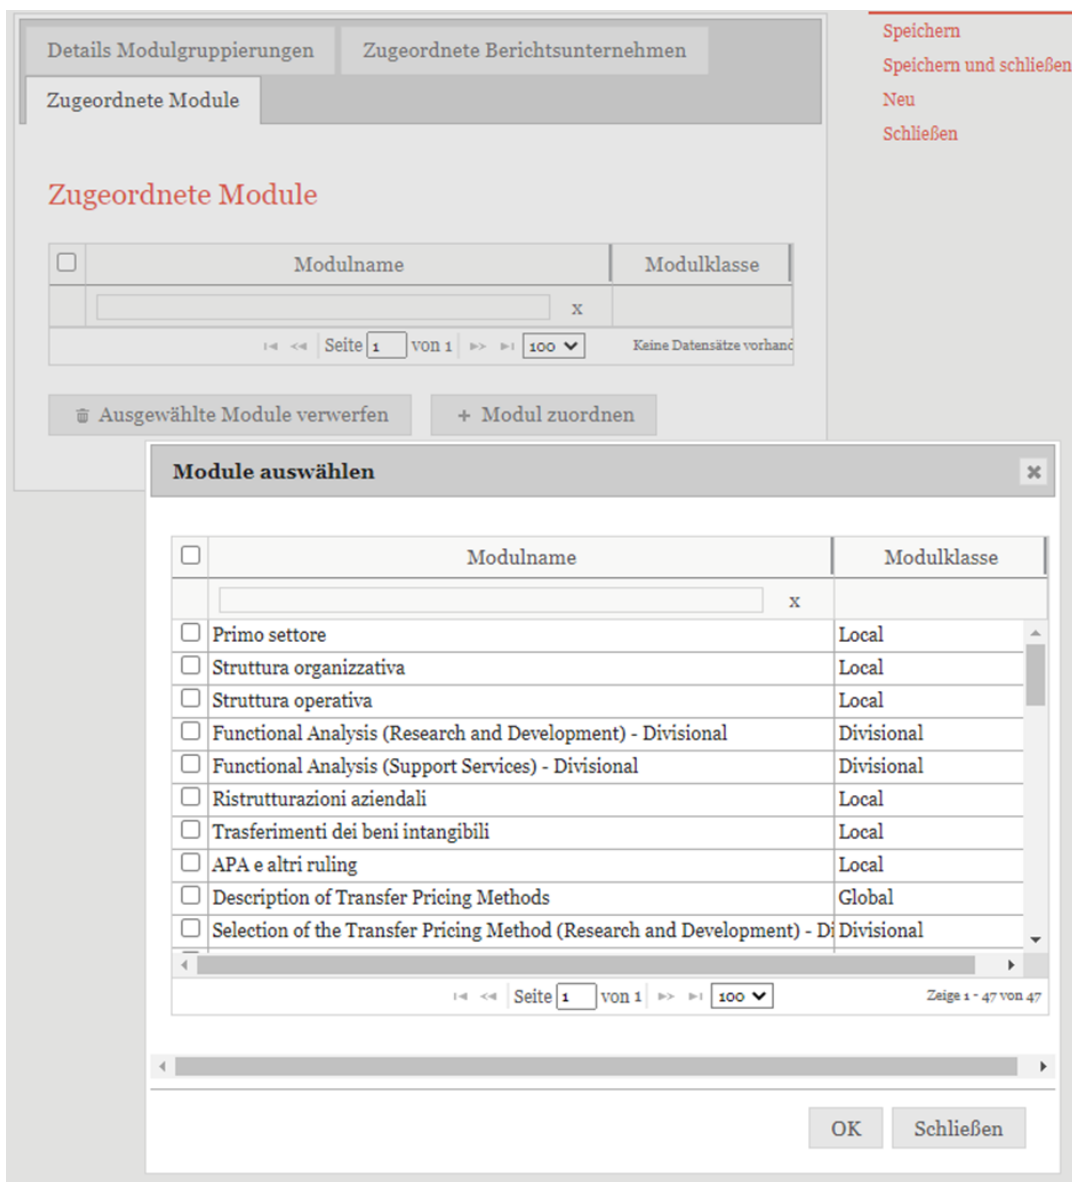 Details Modulgruppierungen Zugeordnete Berichtsunternehmen
Zugeordnete Module
Speichern
Speichern und schließen
Neu
Schließen
Zugeordnete Module
Modulname Modulklasse
x
Seite 1 von 1 100 Keine Datensätze vorhand
Ausgewählte Module verwerfen + Modul zuordnen
Module auswählen
Modulname Modulklasse
x
Primo settore Local
Struttura organizzativa Local
Struttura operativa Local
Functional Analysis (Research and Development) - Divisional Divisional
Functional Analysis (Support Services) - Divisional Divisional
Ristrutturazioni aziendali Local
Trasferimenti dei beni intangibili Local
APA e altri ruling Local
Description of Transfer Pricing Methods Global
Selection of the Transfer Pricing Method (Research and Development) - Di Divisional
Seite 1 von 1 100 Zeige 1 - 47 von 47
OK Schließen